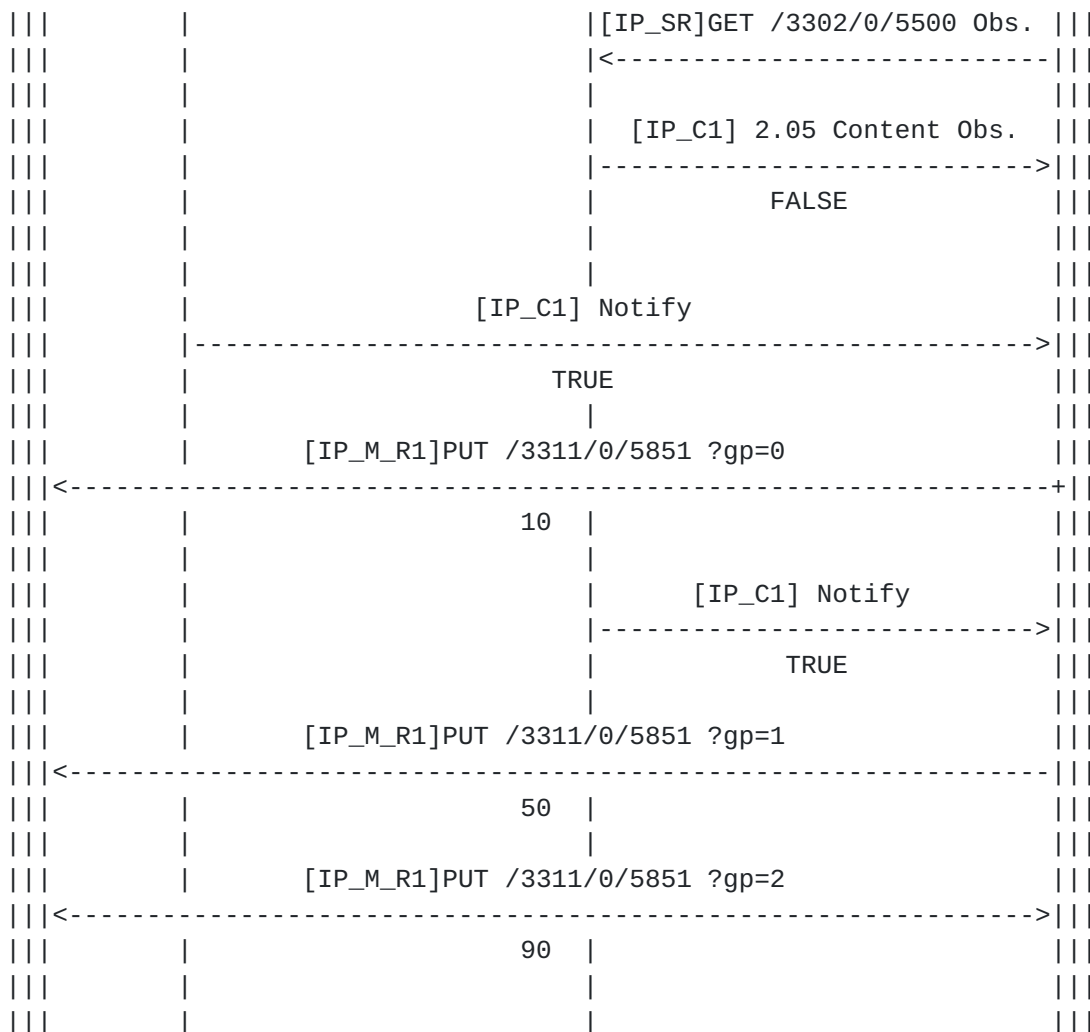 |||         |                         |[IP_SR]GET /3302/0/5500 Obs. |||
|||         |                         |<----------------------------|||
|||         |                         |                             |||
|||         |                         |  [IP_C1] 2.05 Content Obs.  |||
|||         |                         |---------------------------->|||
|||         |                         |           FALSE             |||
|||         |                         |                             |||
|||         |                         |                             |||
|||         |                  [IP_C1] Notify                       |||
|||         |------------------------------------------------------>|||
|||         |                       TRUE                            |||
|||         |                         |                             |||
|||         |       [IP_M_R1]PUT /3311/0/5851 ?gp=0                 |||
|||<---------------------------------------------------------------+||
|||         |                     10  |                             |||
|||         |                         |                             |||
|||         |                         |      [IP_C1] Notify         |||
|||         |                         |---------------------------->|||
|||         |                         |            TRUE             |||
|||         |                         |                             |||
|||         |       [IP_M_R1]PUT /3311/0/5851 ?gp=1                 |||
|||<---------------------------------------------------------------|||
|||         |                     50  |                             |||
|||         |                         |                             |||
|||         |       [IP_M_R1]PUT /3311/0/5851 ?gp=2                 |||
|||<-------------------------------------------------------------->|||
|||         |                     90  |                             |||
|||         |                         |                             |||
|||         |                         |                             |||